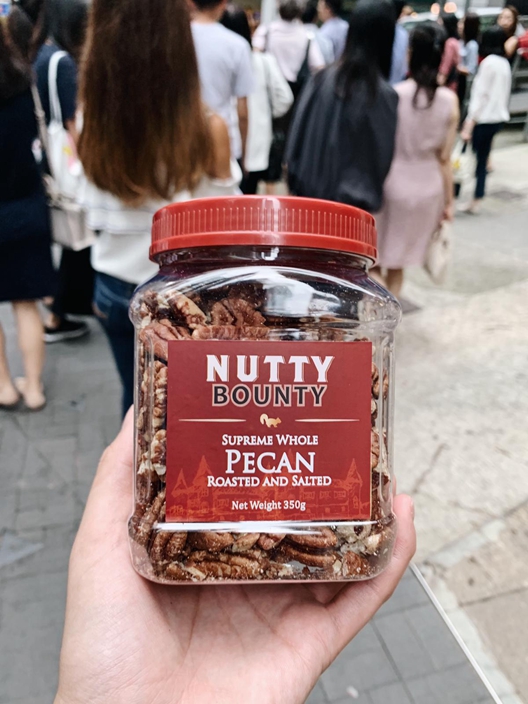 NUTTY
BOUNTY
SUPREME WHOLE
PECAN
ROASTED AND SALTED
Net Weight 350g